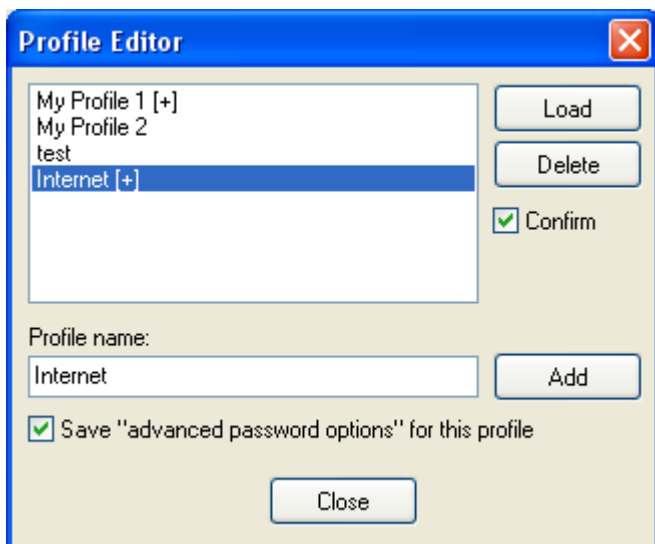 Profile Editor
My Profile 1 [+]
My Profile 2
test
Internet [+]
Load
Delete
Confirm
Profile name:
Internet
Add
Save "advanced password options" for this profile
Close